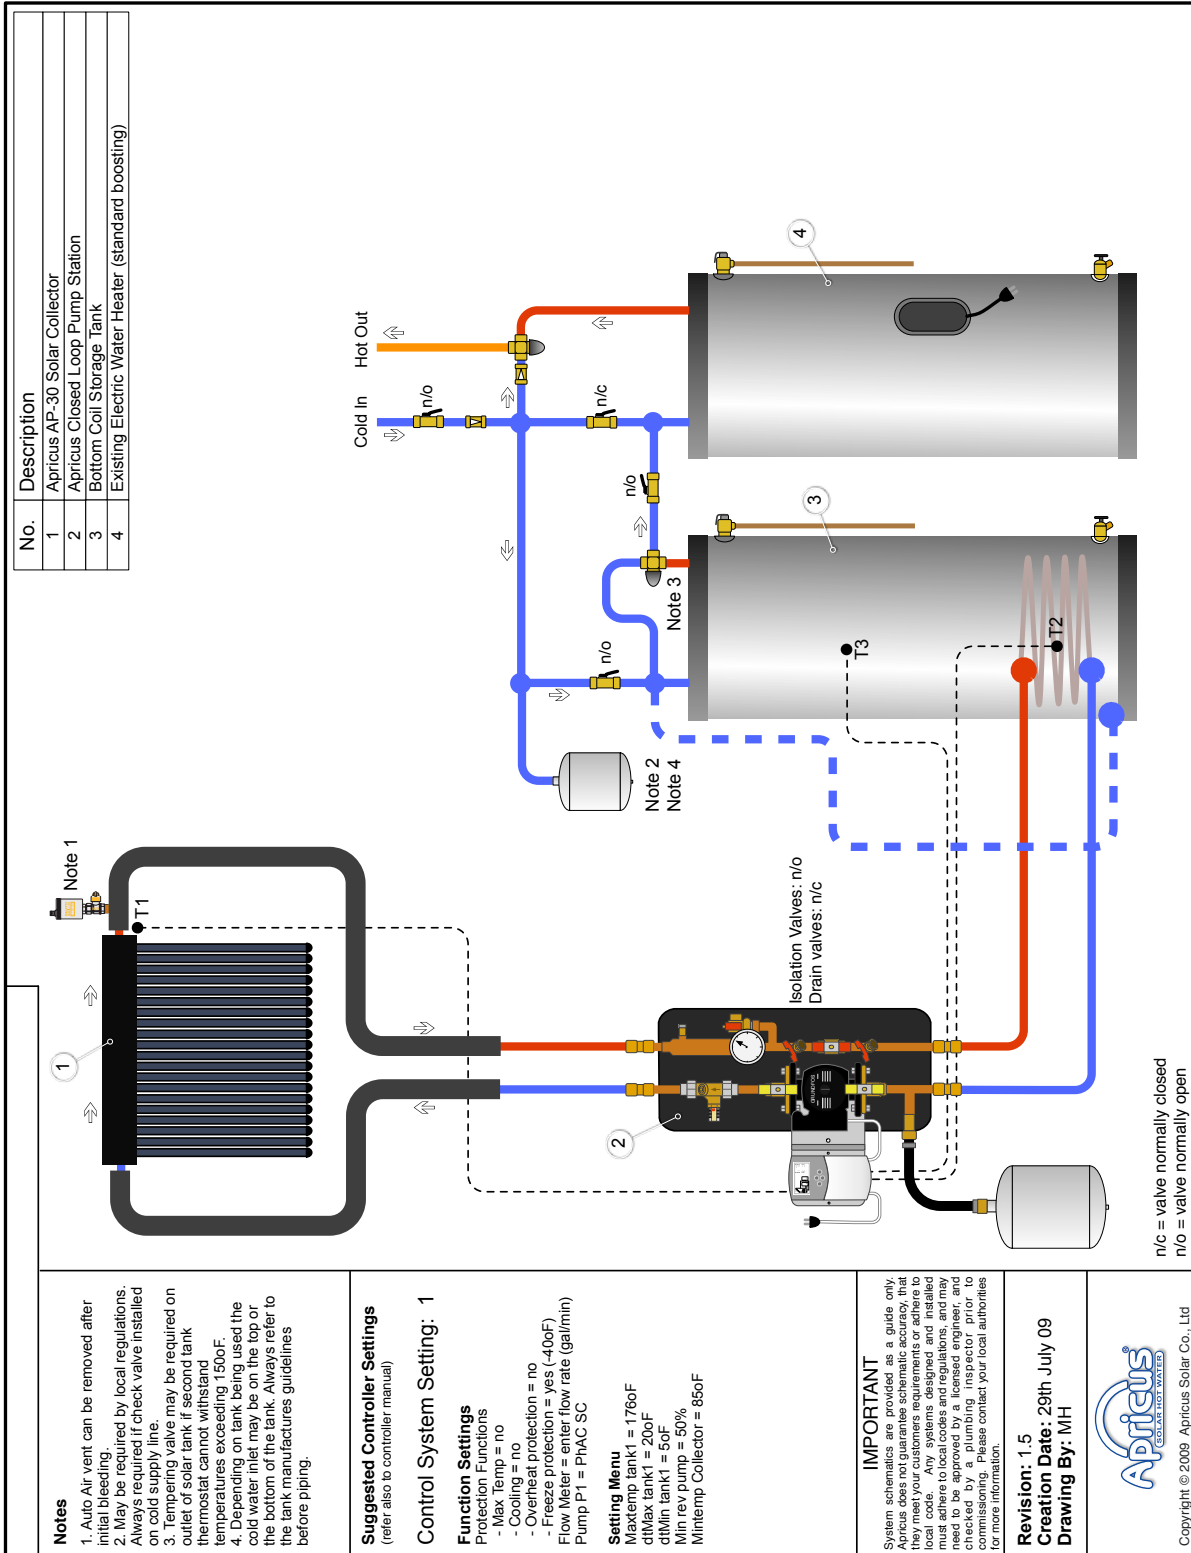 No. Description
1 Apricus AP-30 Solar Collector
2 Apricus Closed Loop Pump Station
3 Bottom Coil Storage Tank
4 Existing Electric Water Heater (standard boosting)
Cold In
Hot Out
n/o
n/c
n/o
n/o
Note 3
Note 2
Note 4
Note 1
T1
T3
T2
1
2
3
4
Isolation Valves: n/o
Drain valves: n/c
GRUNDFOS
n/c = valve normally closed
n/o = valve normally open
Notes
1. Auto Air vent can be removed after
initial bleeding.
2. May be required by local regulations.
Always required if check valve installed
on cold supply line.
3. Tempering valve may be required on
outlet of solar tank if second tank
thermostat cannot withstand
temperatures exceeding 150oF.
4. Depending on tank being used the
cold water inlet may be on the top or
the bottom of the tank. Always refer to
the tank manufactures guidelines
before piping.
Suggested Controller Settings
(refer also to controller manual)
Control System Setting: 1
Function Settings
Protection Functions
- Max Temp = no
- Cooling = no
- Overheat protection = no
- Freeze protection = yes (-40oF)
Flow Meter = enter flow rate (gal/min)
Pump P1 = PhAC SC
Setting Menu
Maxtemp tank1 = 176oF
dtMax tank1 = 20oF
dtMin tank1 = 5oF
Min rev pump = 50%
Mintemp Collector = 85oF
IMPORTANT
System schematics are provided as a guide only.
Apricus does not guarantee schematic accuracy, that
they meet your customers requirements or adhere to
local code. Any systems designed and installed
must adhere to local codes and regulations, and may
need to be approved by a licensed engineer, and
checked by a plumbing inspector prior to
commissioning. Please contact your local authorities
for more information.
Revision: 1.5
Creation Date: 29th July 09
Drawing By: MH
Apricus®
SOLAR HOT WATER
Copyright © 2009 Apricus Solar Co., Ltd